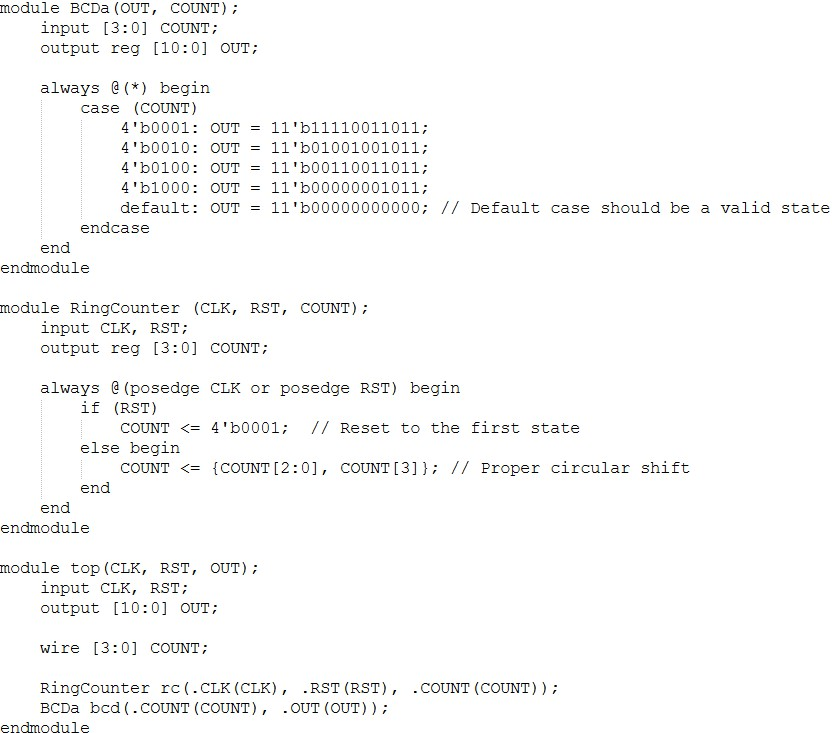 module BCDa(OUT, COUNT);
    input [3:0] COUNT;
    output reg [10:0] OUT;

    always @(*) begin
        case (COUNT)
            4'b0001: OUT = 11'b11110011011;
            4'b0010: OUT = 11'b01001001011;
            4'b0100: OUT = 11'b00110011011;
            4'b1000: OUT = 11'b00000001011;
            default: OUT = 11'b00000000000; // Default case should be a valid state
        endcase
    end
endmodule

module RingCounter (CLK, RST, COUNT);
    input CLK, RST;
    output reg [3:0] COUNT;

    always @(posedge CLK or posedge RST) begin
        if (RST)
            COUNT <= 4'b0001;  // Reset to the first state
        else begin
            COUNT <= {COUNT[2:0], COUNT[3]}; // Proper circular shift
        end
    end
endmodule

module top(CLK, RST, OUT);
    input CLK, RST;
    output [10:0] OUT;

    wire [3:0] COUNT;

    RingCounter rc(.CLK(CLK), .RST(RST), .COUNT(COUNT));
    BCDa bcd(.COUNT(COUNT), .OUT(OUT));
endmodule